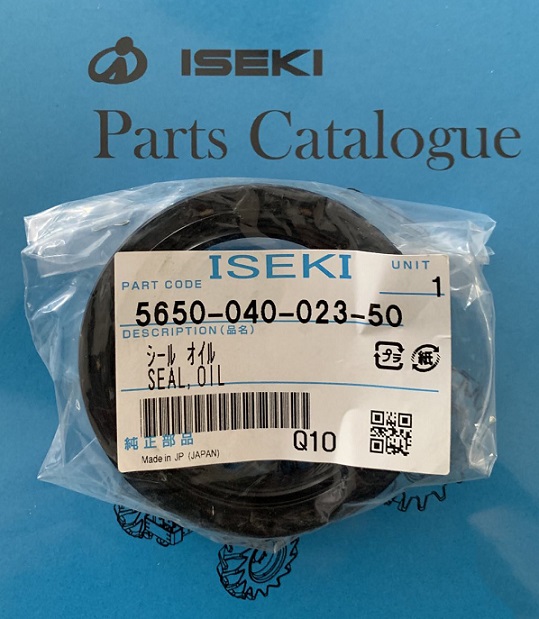 ISEKI
Parts Catalogue
ISEKI
PART CODE
UNIT
5650-040-023-50
1
DESCRIPTION(品名)
シール オイル
SEAL,OIL
プラ
紙
純正部品
Q10
Made in JP (JAPAN)